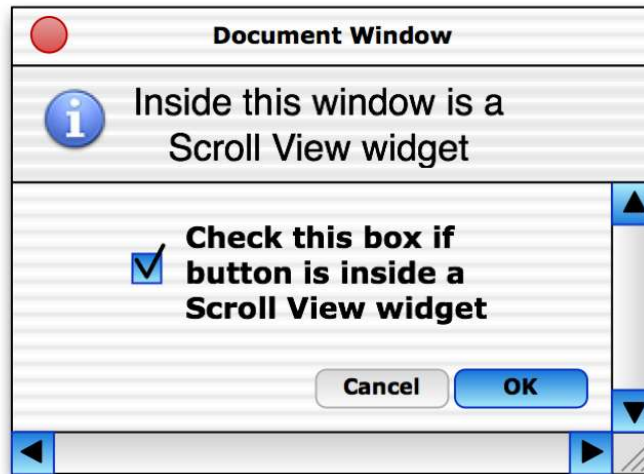 Document Window
Inside this window is a
Scroll View widget
Check this box if
button is inside a
Scroll View widget
Cancel
OK